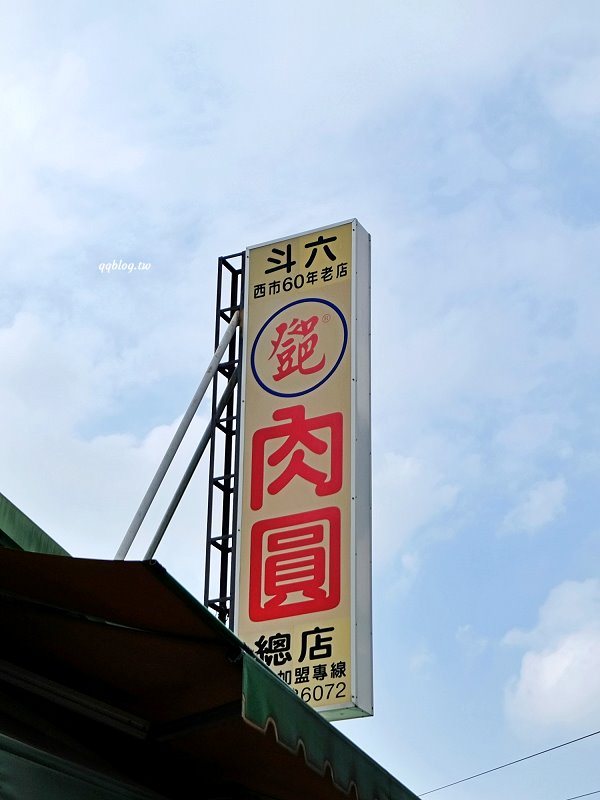 qqblog.tw
斗六
西市60年老店
鄧®
肉
圓
總店
加盟專線
6072